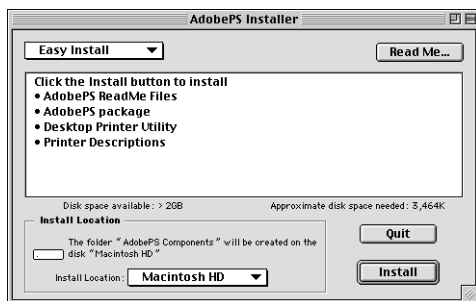 AdobePS Installer
Easy Install
Read Me...
Click the Install button to install
• AdobePS ReadMe Files
• AdobePS package
• Desktop Printer Utility
• Printer Descriptions
Disk space available: > 2GB
Approximate disk space needed: 3,464K
Install Location
The folder "AdobePS Components" will be created on the
disk "Macintosh HD"
Install Location:
Macintosh HD
Quit
Install